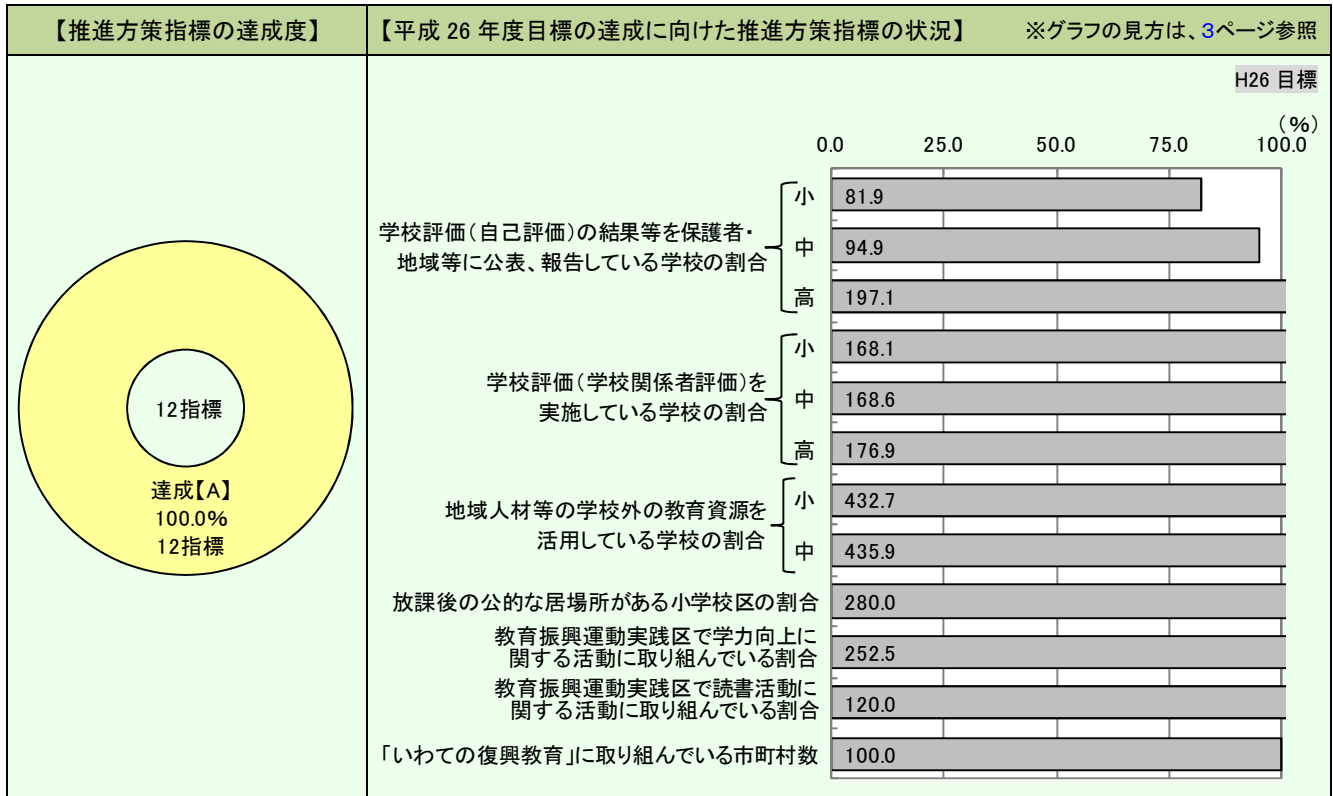 【推進方策指標の達成度】
【平成 26 年度目標の達成に向けた推進方策指標の状況】 ※グラフの見方は、3ページ参照
12指標
達成【A】
100.0%
12指標
H26 目標
(%)
0.0 25.0 50.0 75.0 100.0
学校評価(自己評価)の結果等を保護者・
地域等に公表、報告している学校の割合
小 81.9
中 94.9
高 197.1
学校評価(学校関係者評価)を
実施している学校の割合
小 168.1
中 168.6
高 176.9
地域人材等の学校外の教育資源を
活用している学校の割合
小 432.7
中 435.9
放課後の公的な居場所がある小学校区の割合 280.0
教育振興運動実践区で学力向上に
関する活動に取り組んでいる割合 252.5
教育振興運動実践区で読書活動に
関する活動に取り組んでいる割合 120.0
「いわての復興教育」に取り組んでいる市町村数 100.0